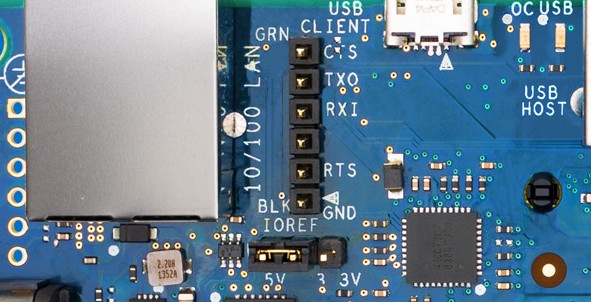 USB
CLIENT
OC USB
GRN
CTS
TXO
10/100 LAN
RXI
USB
HOST
RTS
BLK
GND
IOREF
5V
3.3V
2.2UH
1352A